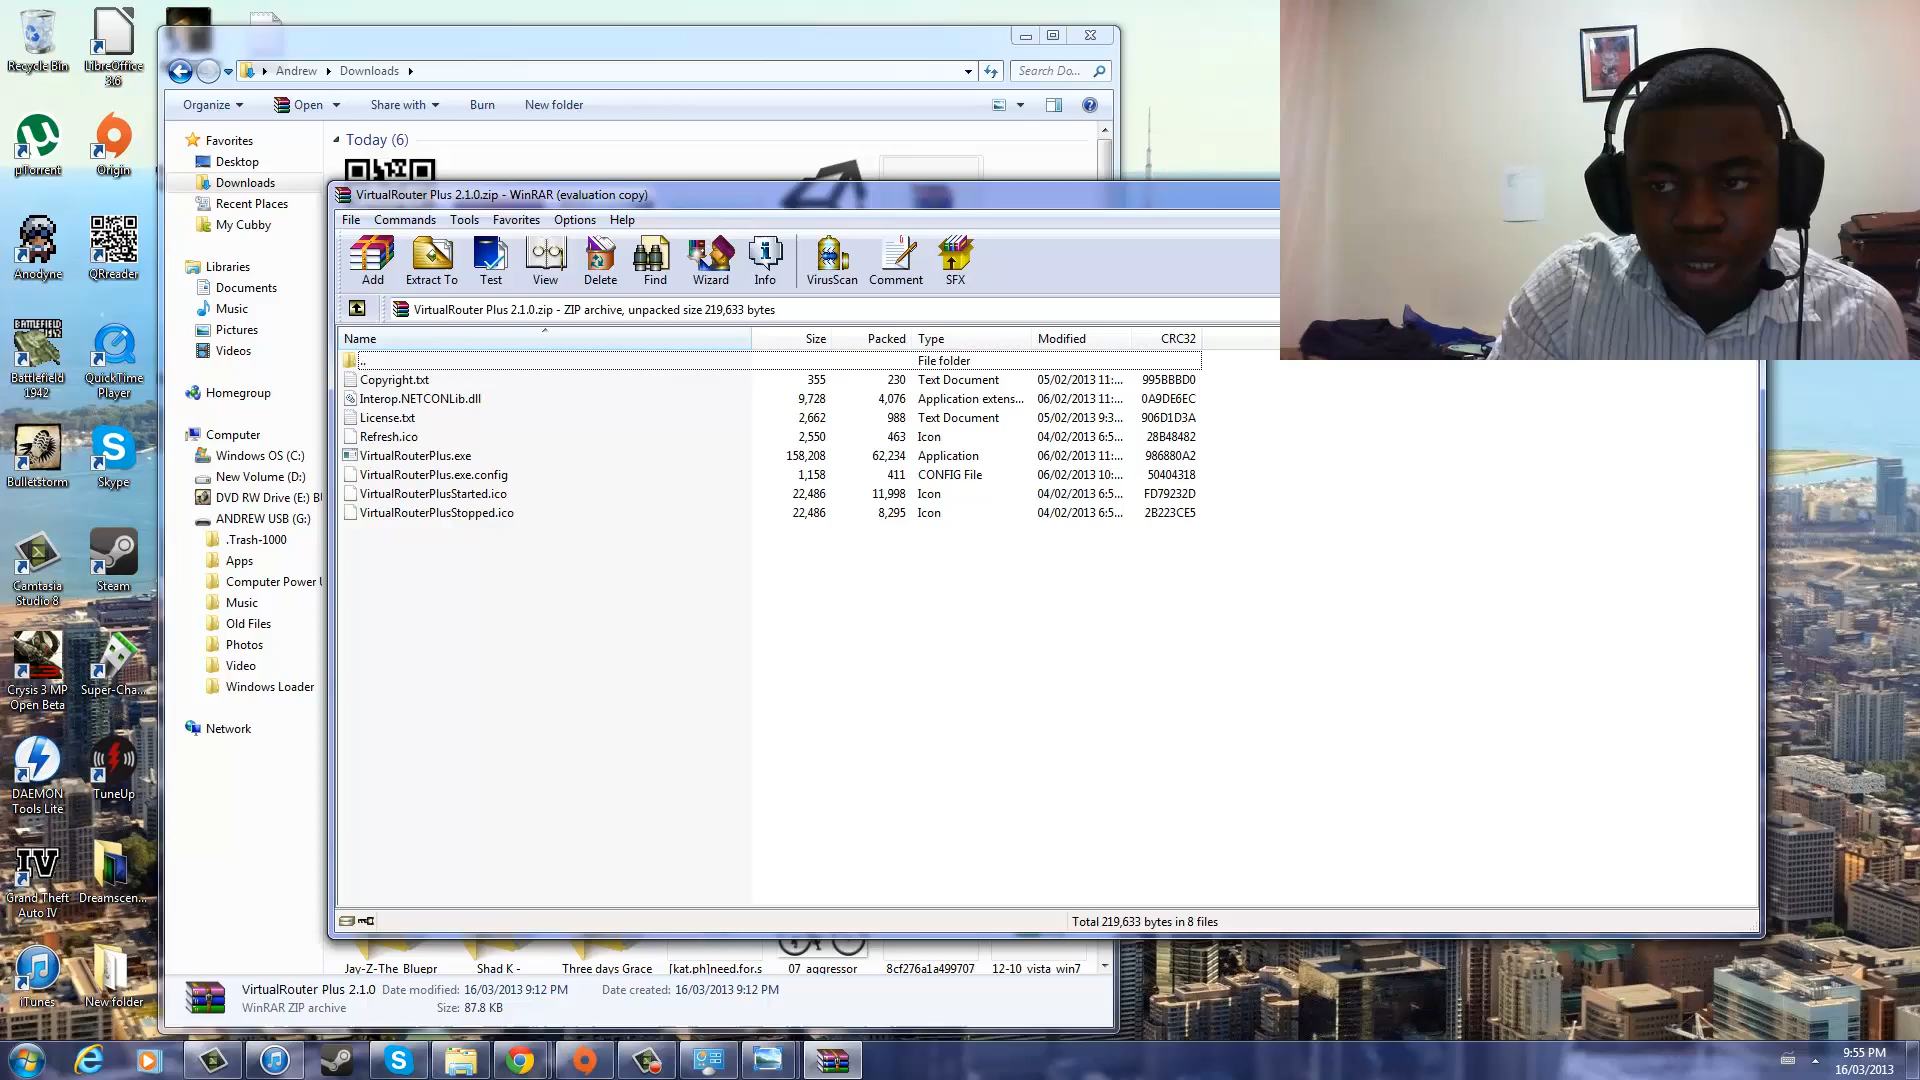 Recycle Bin
LibreOffice 3.6
µTorrent
Origin
Anodyne
QRreader
Battlefield 1942
QuickTime Player
Bulletstorm
Skype
Camtasia Studio 8
Steam
Crysis 3 MP Open Beta
Super-Cha...
DAEMON Tools Lite
TuneUp
Grand Theft Auto IV
Dreamscen...
iTunes
New folder
Andrew Downloads
Search Do...
Organize Open Share with Burn New folder
Favorites
Desktop
Downloads
Recent Places
My Cubby
Libraries
Documents
Music
Pictures
Videos
Homegroup
Computer
Windows OS (C:)
New Volume (D:)
DVD RW Drive (E:) B
ANDREW USB (G:)
.Trash-1000
Apps
Computer Power
Music
Old Files
Photos
Video
Windows Loader
Network
Today (6)
VirtualRouter Plus 2.1.0.zip - WinRAR (evaluation copy)
File Commands Tools Favorites Options Help
Add Extract To Test View Delete Find Wizard Info VirusScan Comment SFX
VirtualRouter Plus 2.1.0.zip - ZIP archive, unpacked size 219,633 bytes
Name Size Packed Type Modified CRC32
.. File folder
Copyright.txt 355 230 Text Document 05/02/2013 11:... 995BBBD0
Interop.NETCONLib.dll 9,728 4,076 Application extens... 06/02/2013 11:... 0A9DE6EC
License.txt 2,662 988 Text Document 05/02/2013 9:3... 906D1D3A
Refresh.ico 2,550 463 Icon 04/02/2013 6:5... 28B48482
VirtualRouterPlus.exe 158,208 62,234 Application 06/02/2013 11:... 986880A2
VirtualRouterPlus.exe.config 1,158 411 CONFIG File 06/02/2013 10:... 50404318
VirtualRouterPlusStarted.ico 22,486 11,998 Icon 04/02/2013 6:5... FD79232D
VirtualRouterPlusStopped.ico 22,486 8,295 Icon 04/02/2013 6:5... 2B223CE5
Total 219,633 bytes in 8 files
Jay-Z-The Bluepr Shad K - Three days Grace [kat.ph]need.for.s 07 aggressor 8cf276a1a499707 12-10 vista win7
VirtualRouter Plus 2.1.0 Date modified: 16/03/2013 9:12 PM Date created: 16/03/2013 9:12 PM
WinRAR ZIP archive Size: 87.8 KB
9:55 PM
16/03/2013